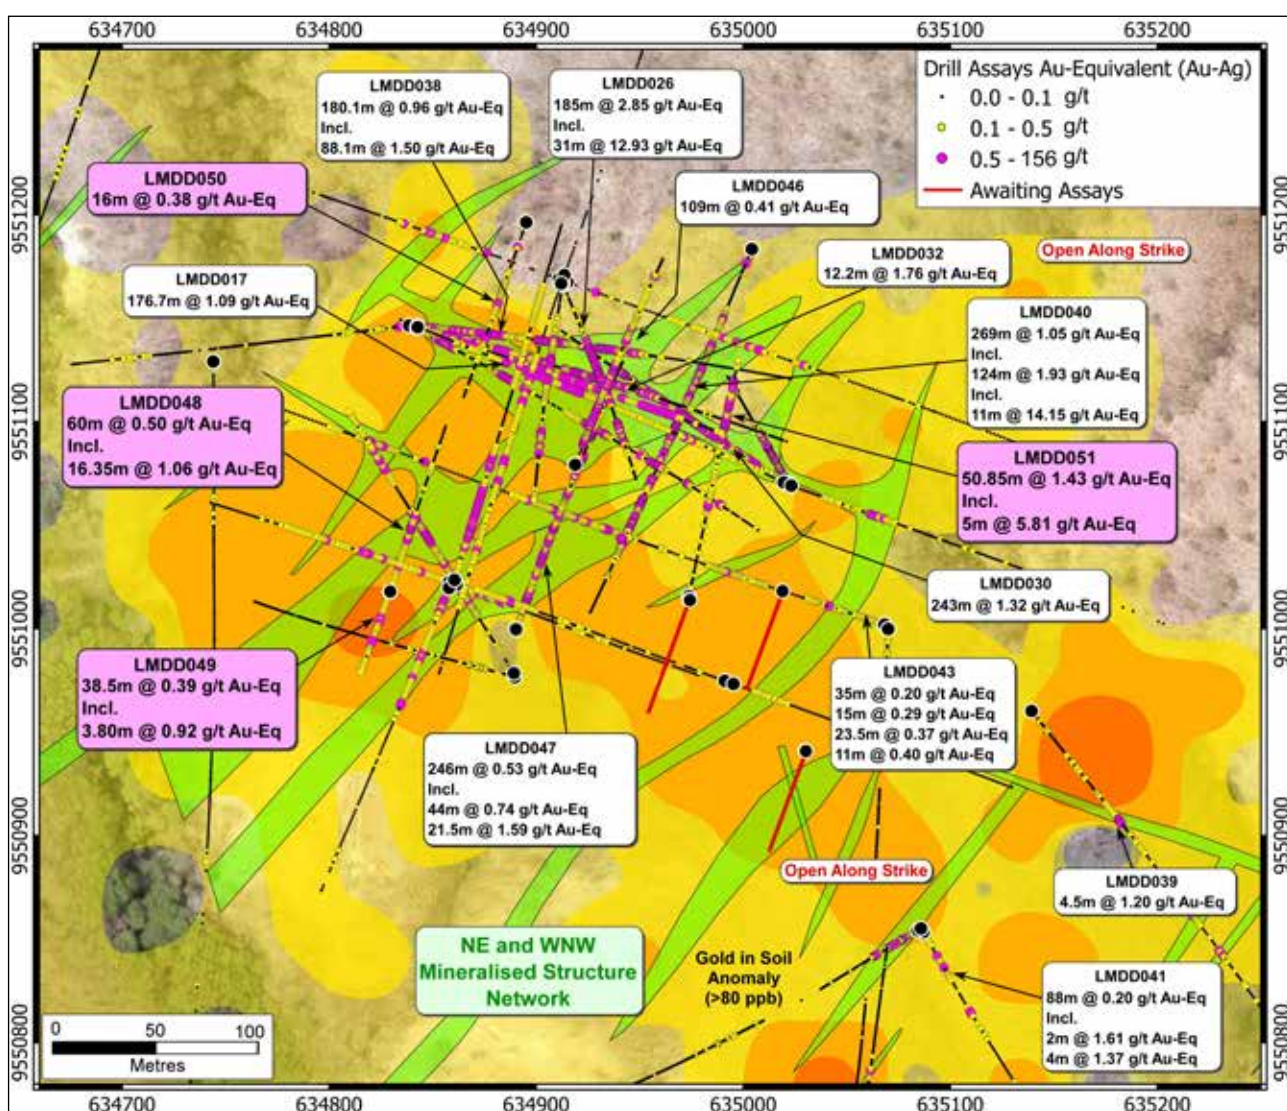 634700 634800 634900 635000 635100 635200
Drill Assays Au-Equivalent (Au-Ag)
0.0 - 0.1 g/t
0.1 - 0.5 g/t
0.5 - 156 g/t
Awaiting Assays
LMDD038
180.1m @ 0.96 g/t Au-Eq
Incl.
88.1m @ 1.50 g/t Au-Eq
LMDD026
185m @ 2.85 g/t Au-Eq
Incl.
31m @ 12.93 g/t Au-Eq
LMDD050
16m @ 0.38 g/t Au-Eq
LMDD046
109m @ 0.41 g/t Au-Eq
9551200
9551200
Open Along Strike
LMDD032
12.2m @ 1.76 g/t Au-Eq
LMDD017
176.7m @ 1.09 g/t Au-Eq
LMDD040
269m @ 1.05 g/t Au-Eq
Incl.
124m @ 1.93 g/t Au-Eq
Incl.
11m @ 14.15 g/t Au-Eq
LMDD048
60m @ 0.50 g/t Au-Eq
Incl.
16.35m @ 1.06 g/t Au-Eq
9551100
9551100
LMDD051
50.85m @ 1.43 g/t Au-Eq
Incl.
5m @ 5.81 g/t Au-Eq
LMDD030
243m @ 1.32 g/t Au-Eq
9551000
9551000
LMDD049
38.5m @ 0.39 g/t Au-Eq
Incl.
3.80m @ 0.92 g/t Au-Eq
LMDD043
35m @ 0.20 g/t Au-Eq
15m @ 0.29 g/t Au-Eq
23.5m @ 0.37 g/t Au-Eq
11m @ 0.40 g/t Au-Eq
LMDD047
246m @ 0.53 g/t Au-Eq
Incl.
44m @ 0.74 g/t Au-Eq
21.5m @ 1.59 g/t Au-Eq
9550900
9550900
Open Along Strike
LMDD039
4.5m @ 1.20 g/t Au-Eq
NE and WNW
Mineralised Structure
Network
Gold in Soil
Anomaly
(>80 ppb)
LMDD041
88m @ 0.20 g/t Au-Eq
Incl.
2m @ 1.61 g/t Au-Eq
4m @ 1.37 g/t Au-Eq
9550800
9550800
0 50 100
Metres
634700 634800 634900 635000 635100 635200